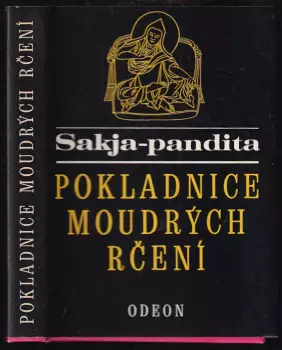 POKLADNICE MOUDRÝCH RČENÍ
Sakja-pandita
POKLADNICE
MOUDRÝCH
RČENÍ
ODEON